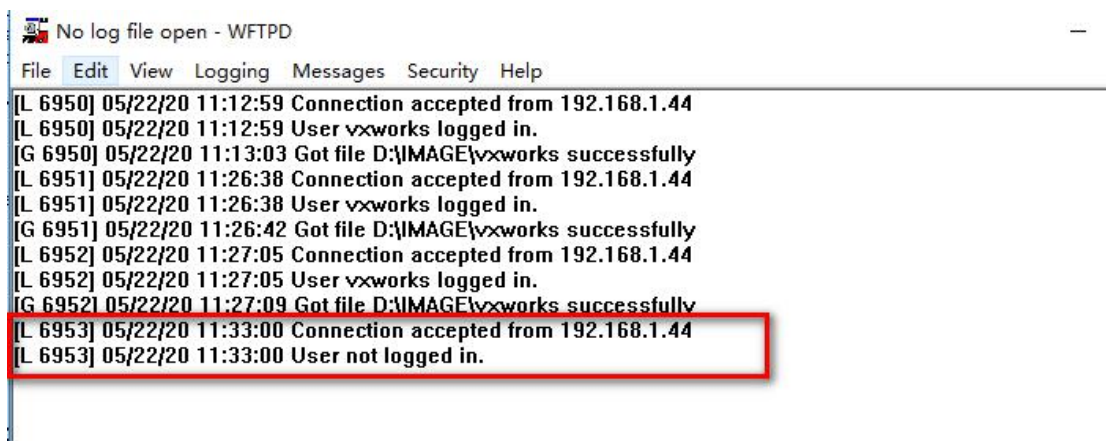 No log file open - WFTPD
File Edit View Logging Messages Security Help
[L 6950] 05/22/20 11:12:59 Connection accepted from 192.168.1.44
[L 6950] 05/22/20 11:12:59 User vxworks logged in.
[G 6950] 05/22/20 11:13:03 Got file D:\IMAGE\vxworks successfully
[L 6951] 05/22/20 11:26:38 Connection accepted from 192.168.1.44
[L 6951] 05/22/20 11:26:38 User vxworks logged in.
[G 6951] 05/22/20 11:26:42 Got file D:\IMAGE\vxworks successfully
[L 6952] 05/22/20 11:27:05 Connection accepted from 192.168.1.44
[L 6952] 05/22/20 11:27:05 User vxworks logged in.
[G 6952] 05/22/20 11:27:09 Got file D:\IMAGE\vxworks successfully
[L 6953] 05/22/20 11:33:00 Connection accepted from 192.168.1.44
[L 6953] 05/22/20 11:33:00 User not logged in.